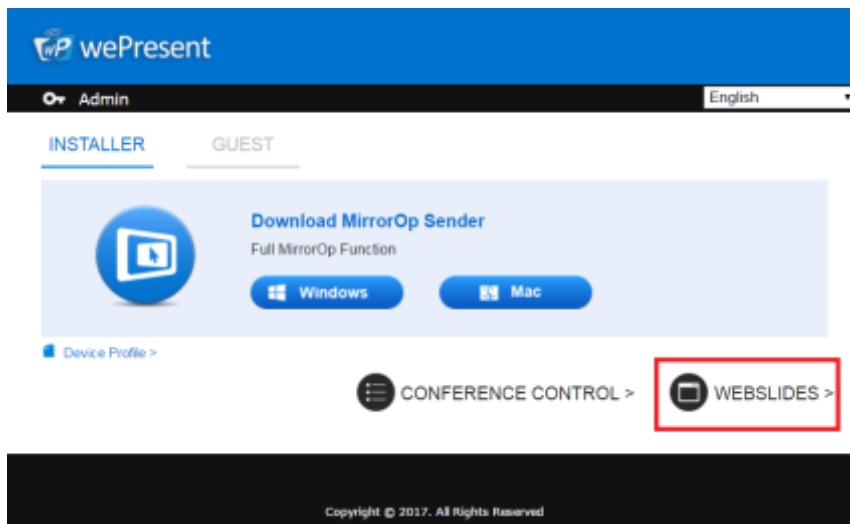 wP wePresent
Admin
English
INSTALLER GUEST
Download MirrorOp Sender
Full MirrorOp Function
Windows Mac
Device Profile >
CONFERENCE CONTROL > WEBSLIDES >
Copyright © 2017. All Rights Reserved